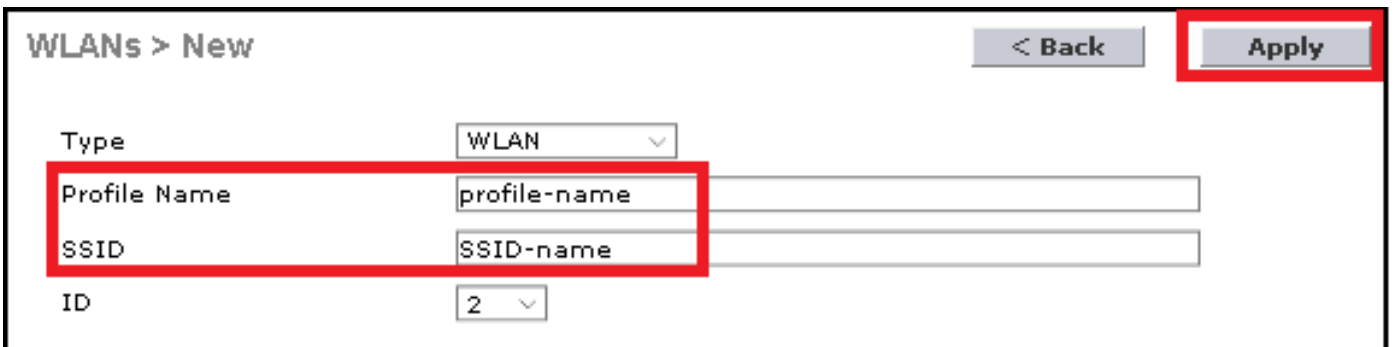 WLANs > New < Back Apply
Type WLAN
Profile Name profile-name
SSID SSID-name
ID 2